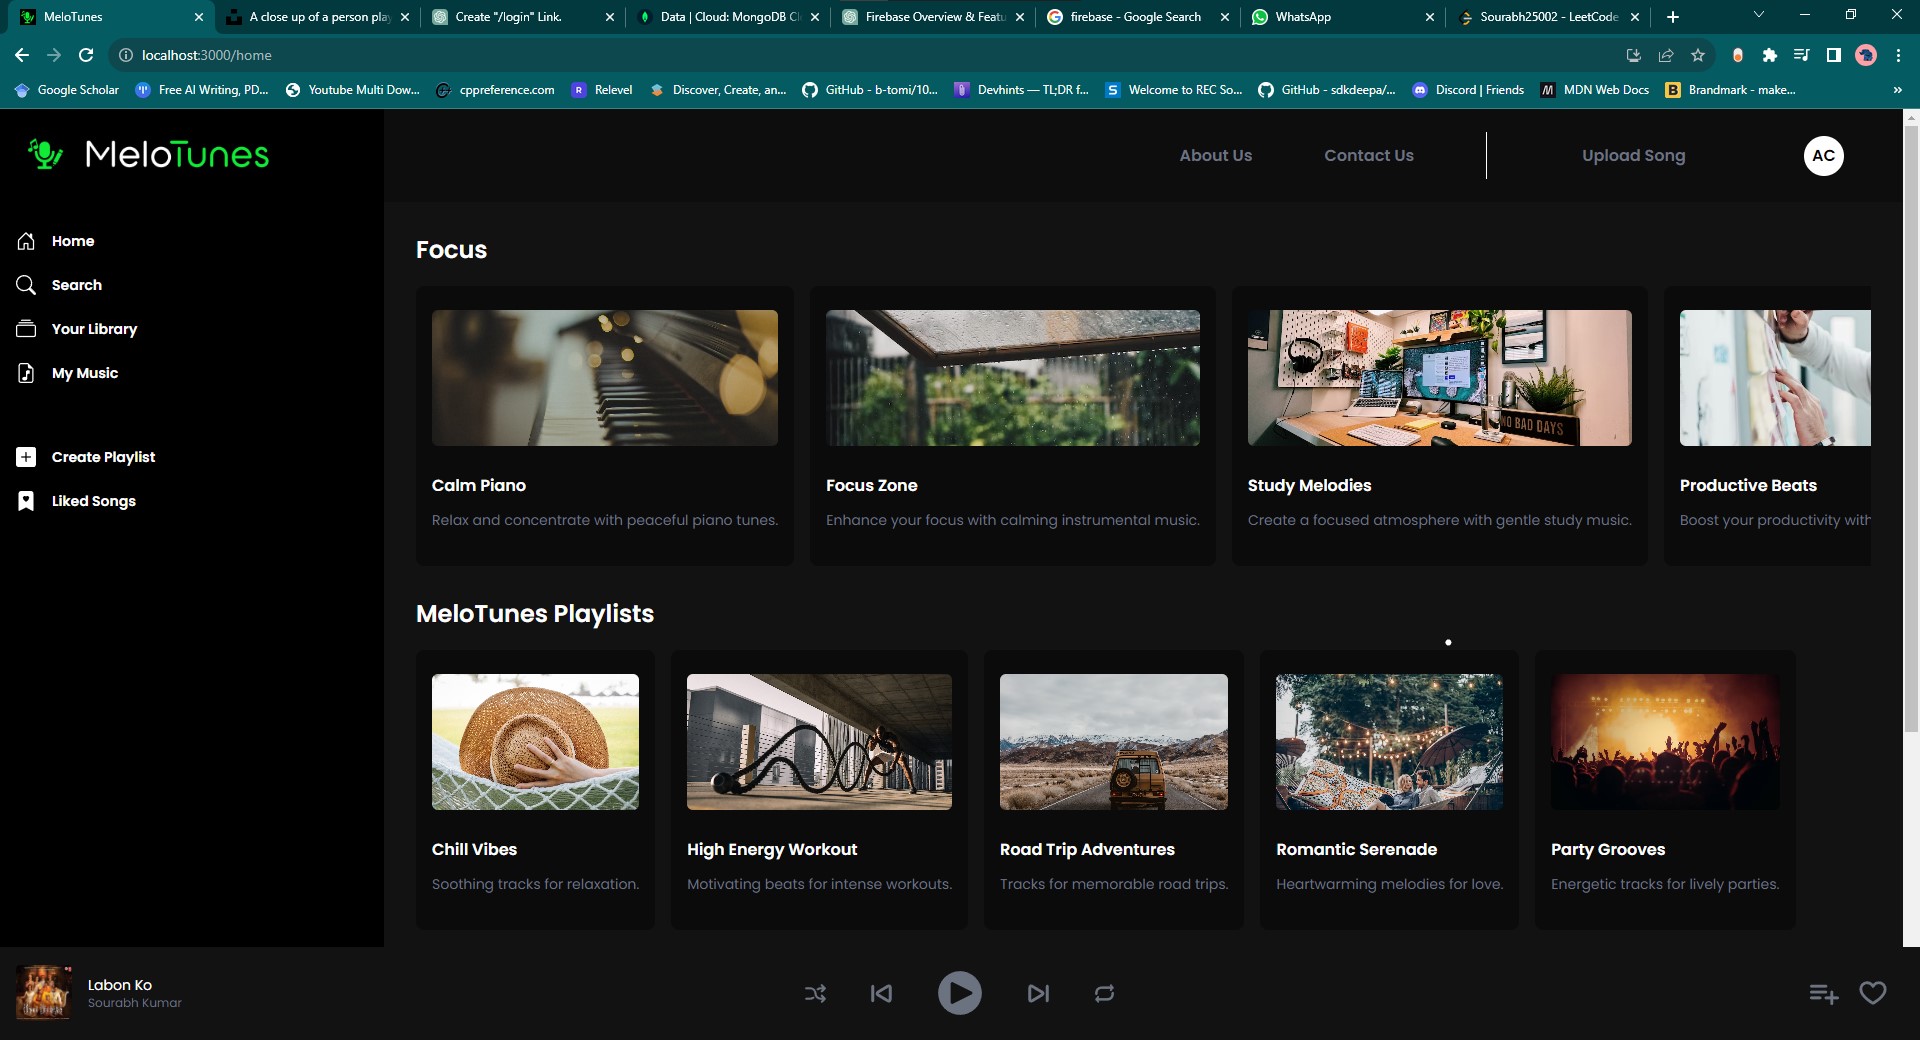 MeloTunes
A close up of a person play
Create "/login" Link.
Data | Cloud: MongoDB Cl
Firebase Overview & Featu
firebase - Google Search
WhatsApp
Sourabh25002 - LeetCode
localhost:3000/home
Google Scholar
Free AI Writing, PD...
Youtube Multi Dow...
cppreference.com
Relevel
Discover, Create, an...
GitHub - b-tomi/10...
Devhints — TL;DR f...
Welcome to REC So...
GitHub - sdkdeepa/...
Discord | Friends
MDN Web Docs
Brandmark - make...
MeloTunes
About Us
Contact Us
Upload Song
AC
Home
Search
Your Library
My Music
Create Playlist
Liked Songs
Focus
NO BAD DAYS
Calm Piano
Relax and concentrate with peaceful piano tunes.
Focus Zone
Enhance your focus with calming instrumental music.
Study Melodies
Create a focused atmosphere with gentle study music.
Productive Beats
Boost your productivity with
MeloTunes Playlists
Chill Vibes
Soothing tracks for relaxation.
High Energy Workout
Motivating beats for intense workouts.
Road Trip Adventures
Tracks for memorable road trips.
Romantic Serenade
Heartwarming melodies for love.
Party Grooves
Energetic tracks for lively parties.
Labon Ko
Sourabh Kumar